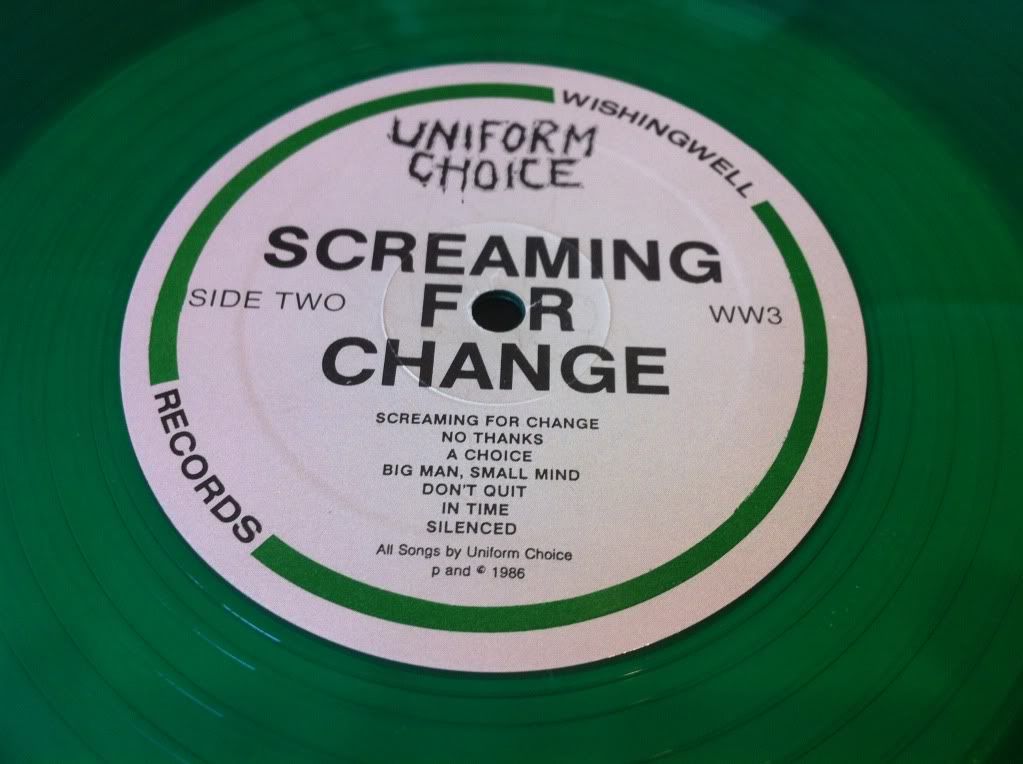 WISHINGWELL
UNIFORM
CHOICE
SCREAMING
FOR
CHANGE
SIDE TWO
WW3
SCREAMING FOR CHANGE
NO THANKS
A CHOICE
BIG MAN, SMALL MIND
DON'T QUIT
IN TIME
SILENCED
All Songs by Uniform Choice
p and © 1986
RECORDS